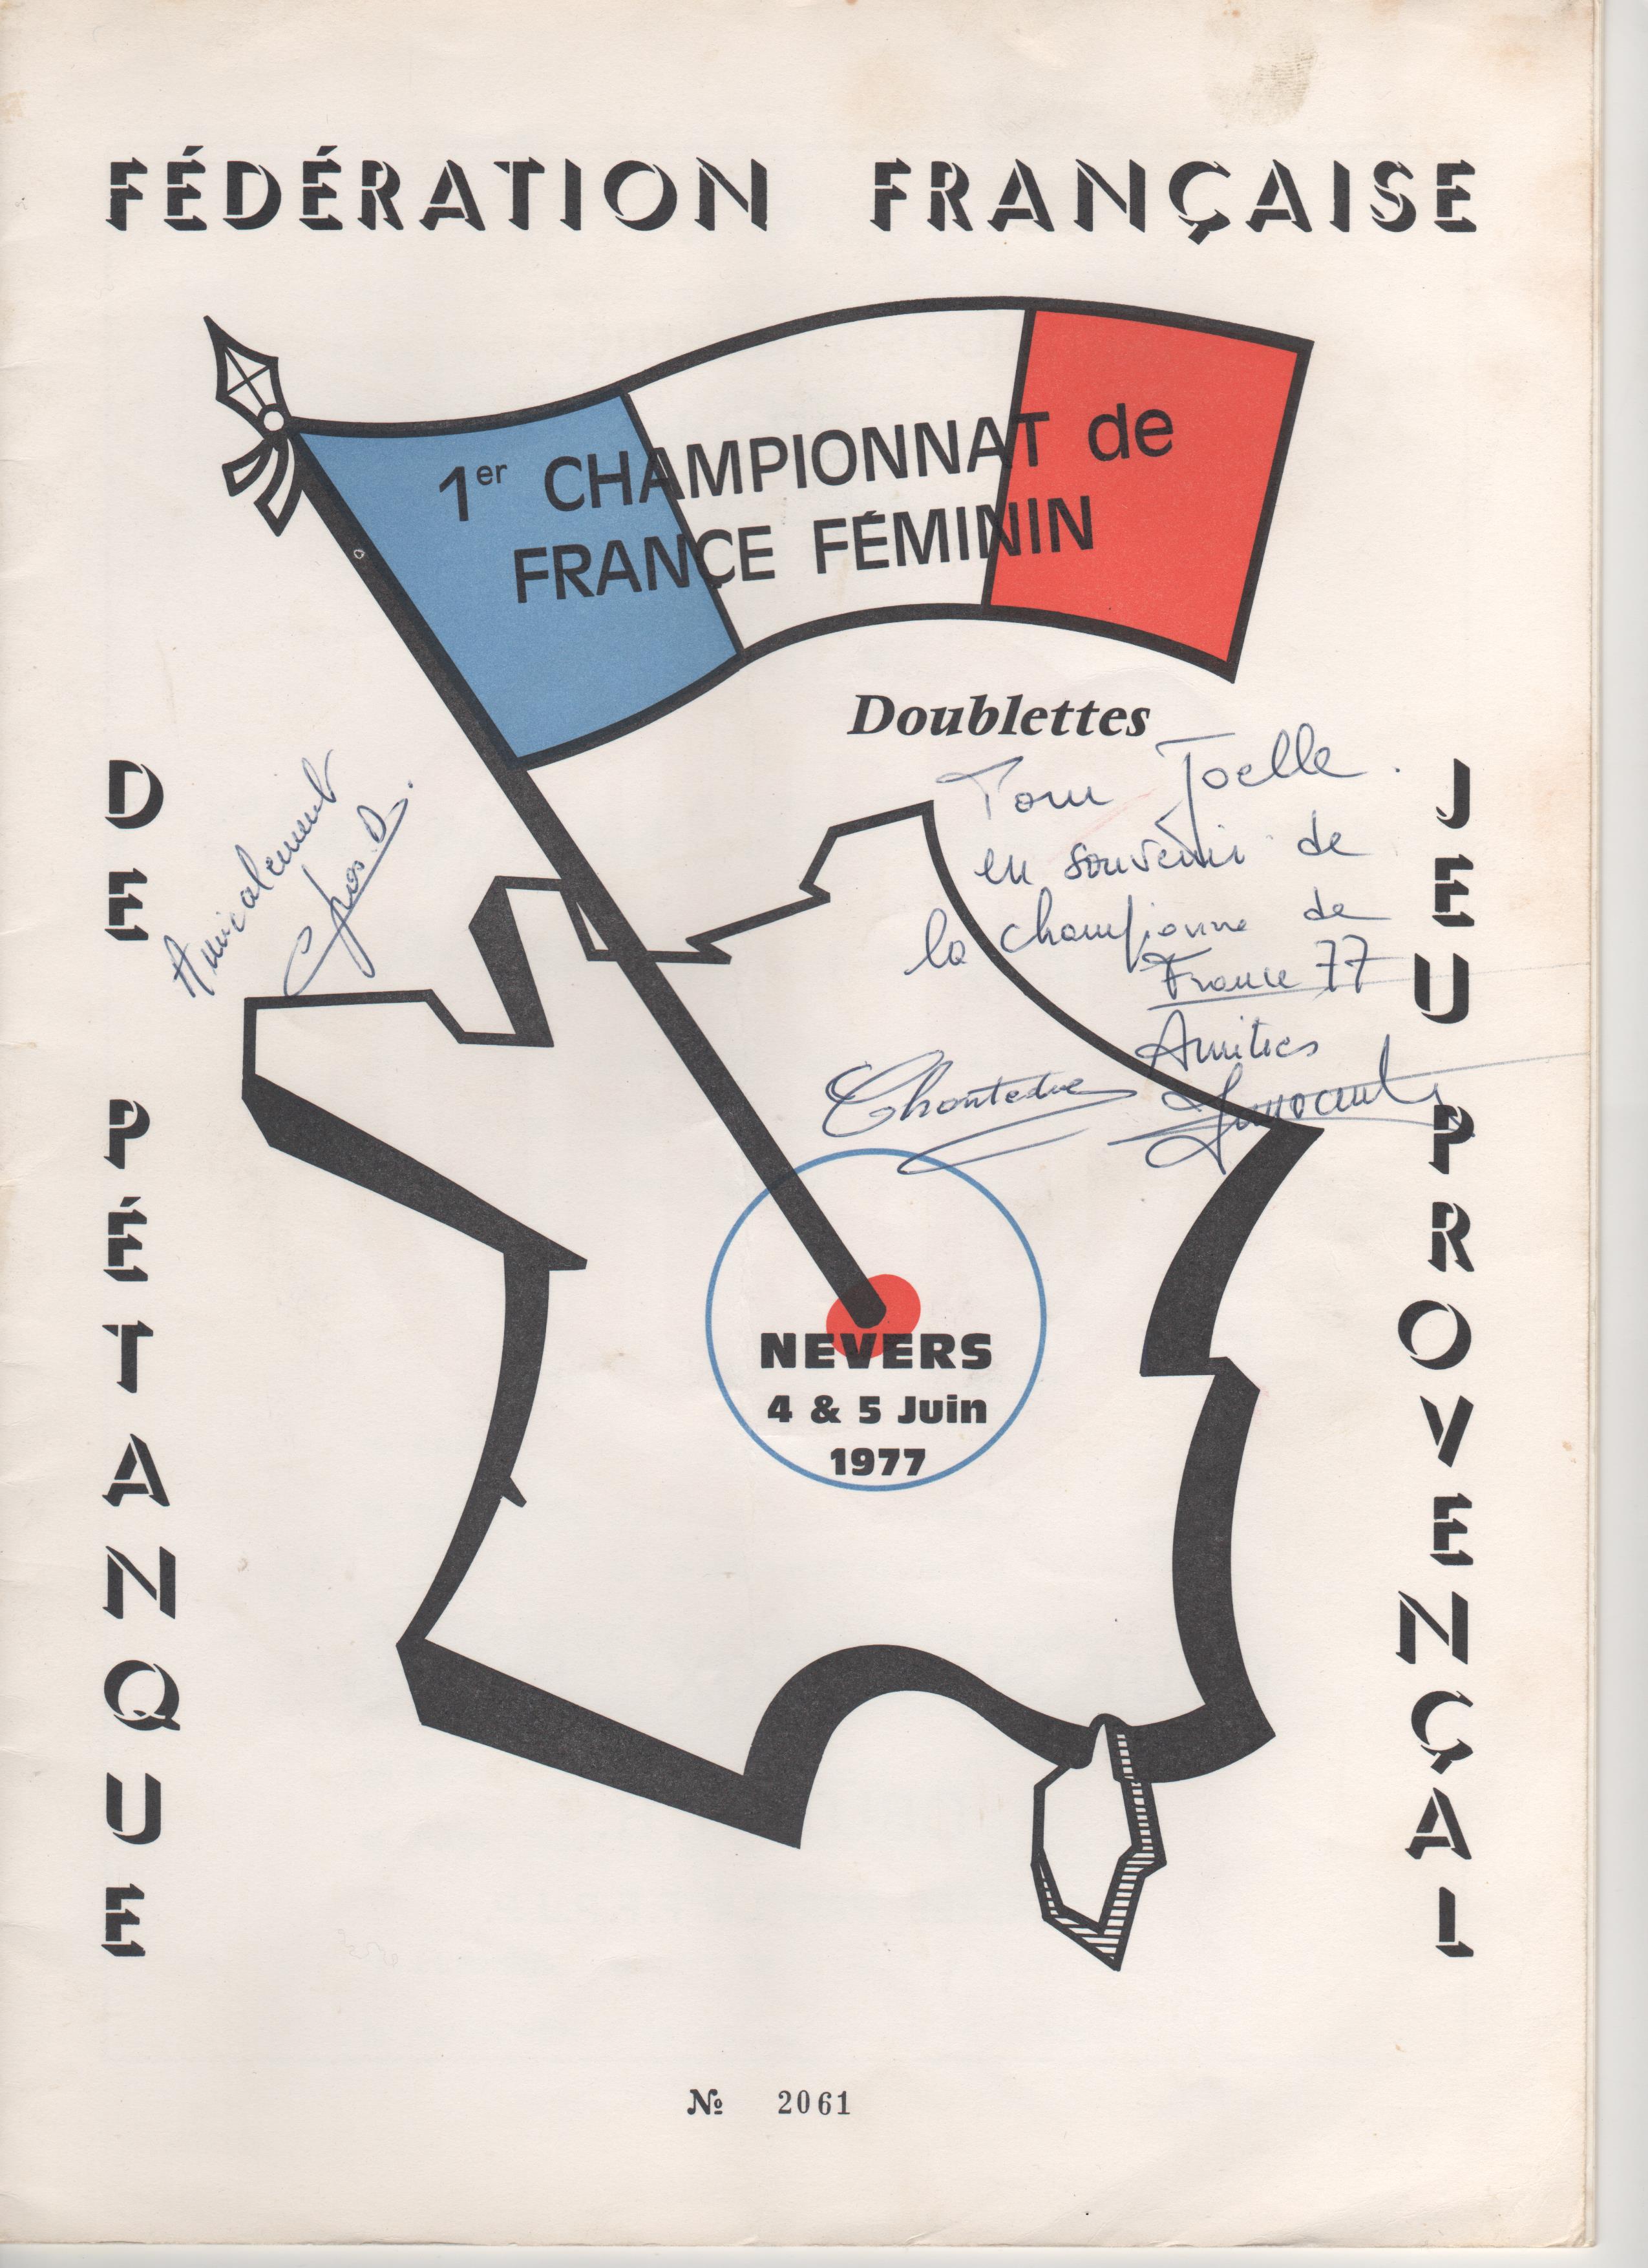 FÉDÉRATION FRANÇAISE
1er CHAMPIONNAT de
FRANCE FÉMININ
Doublettes
DE PÉTANQUE
JEU PROVENÇAL
Amicalement
Pour Joelle
en souvenir de
la championne de
France 77
Amitiés
NEVERS
4 & 5 Juin
1977
№ 2061